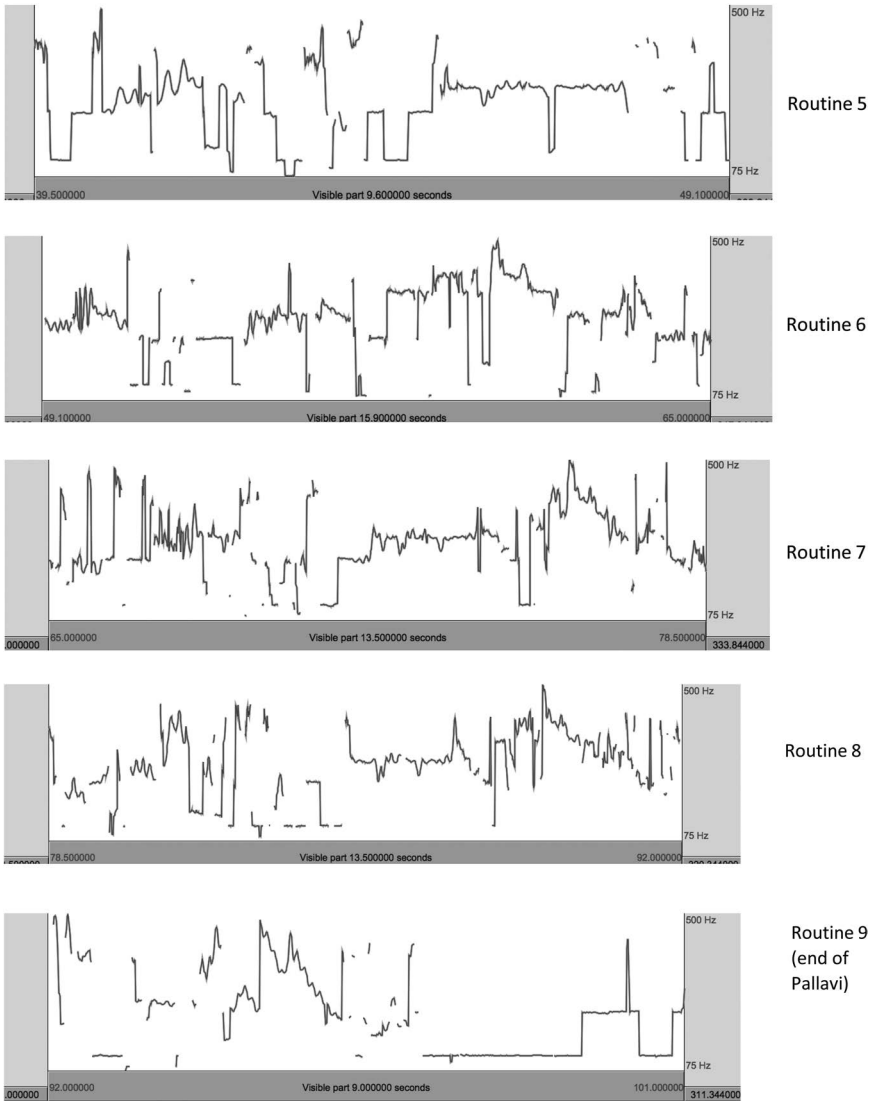 500 Hz
Routine 5
75 Hz
39.500000 Visible part 9.600000 seconds 49.100000
500 Hz
Routine 6
75 Hz
49.100000 Visible part 15.900000 seconds 65.000000
500 Hz
Routine 7
75 Hz
65.000000 Visible part 13.500000 seconds 78.500000
.000000 333.844000
500 Hz
Routine 8
75 Hz
78.500000 Visible part 13.500000 seconds 92.000000
500 Hz
Routine 9
(end of
Pallavi)
75 Hz
92.000000 Visible part 9.000000 seconds 101.000000
.000000 311.344000